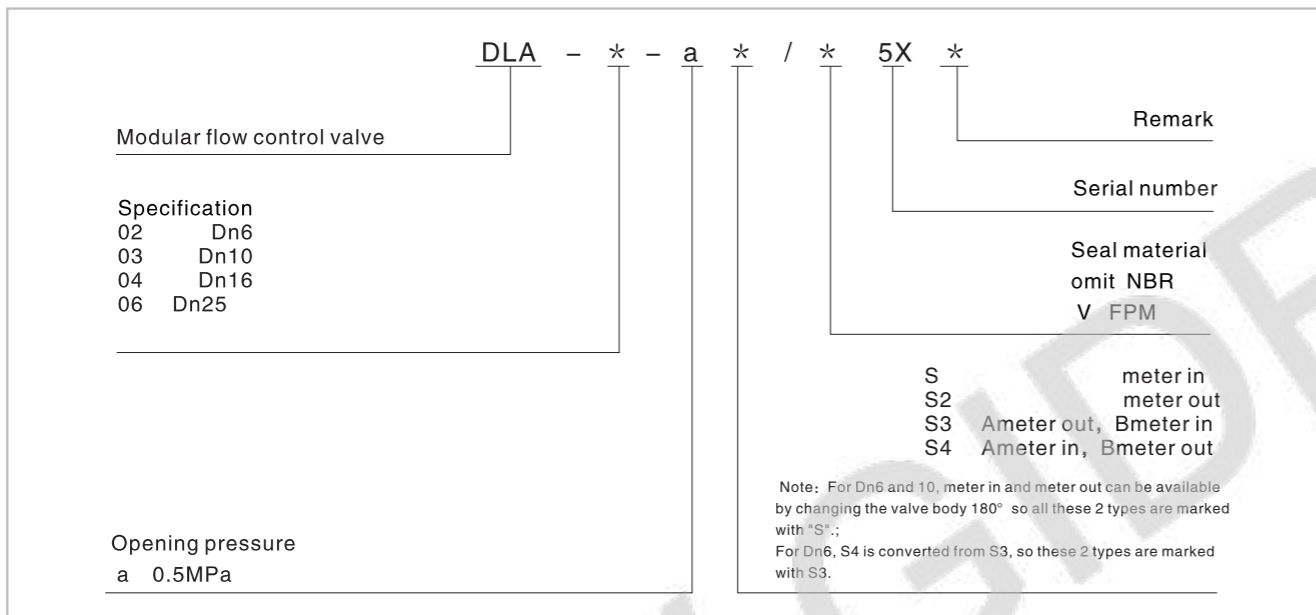 DLA – * – a * / * 5X *
Modular flow control valve
Specification
02 Dn6
03 Dn10
04 Dn16
06 Dn25
Opening pressure
a 0.5MPa
Remark
Serial number
Seal material
omit NBR
V FPM
S meter in
S2 meter out
S3 Ameter out, Bmeter in
S4 Ameter in, Bmeter out
Note: For Dn6 and 10, meter in and meter out can be available
by changing the valve body 180° so all these 2 types are marked
with "S".;
For Dn6, S4 is converted from S3, so these 2 types are marked
with S3.